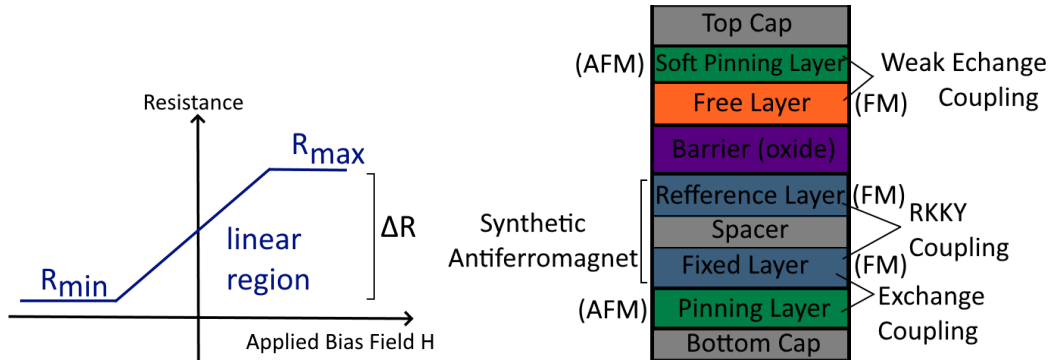 Resistance
Rmax
ΔR
linear
region
Rmin
Applied Bias Field H
Top Cap
(AFM)
Soft Pinning Layer
Weak Echange
Coupling
Free Layer
(FM)
Barrier (oxide)
Synthetic
Antiferromagnet
Refference Layer
(FM)
Spacer
RKKY
Coupling
Fixed Layer
(FM)
(AFM)
Pinning Layer
Exchange
Coupling
Bottom Cap